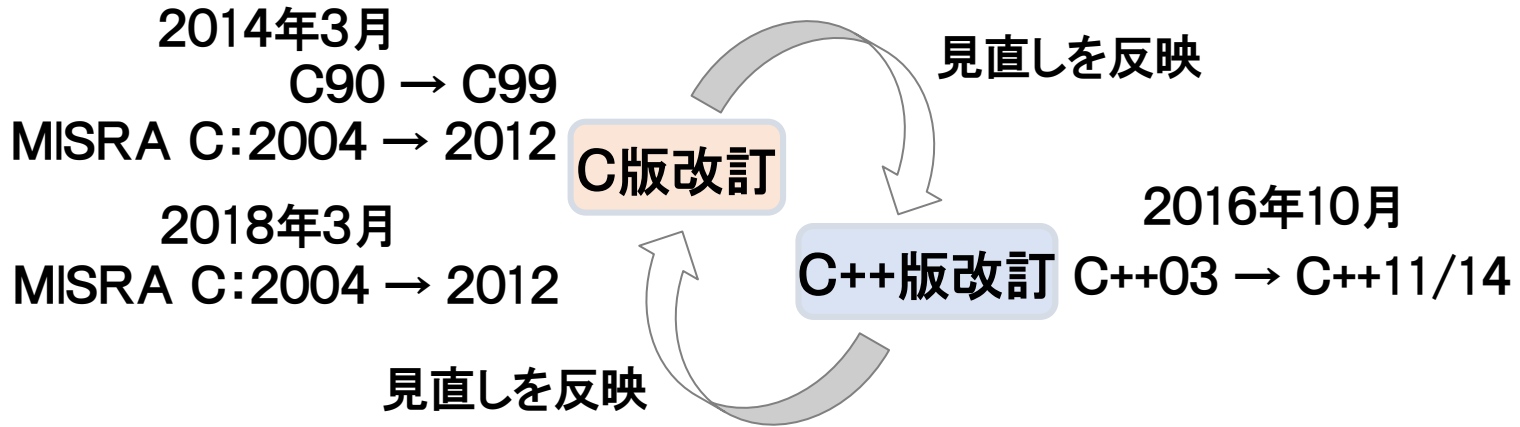 2014年3月
C90 → C99
MISRA C:2004 → 2012
2018年3月
MISRA C:2004 → 2012
見直しを反映
C版改訂
C++版改訂
2016年10月
C++03 → C++11/14
見直しを反映